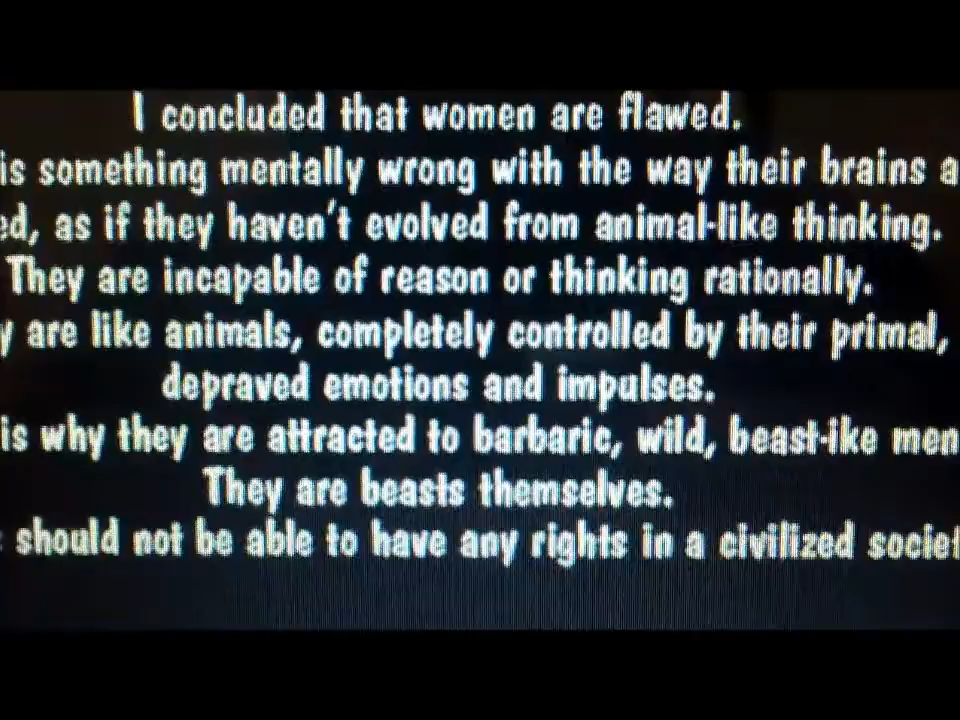 I concluded that women are flawed.
is something mentally wrong with the way their brains a
ed, as if they haven't evolved from animal-like thinking.
They are incapable of reason or thinking rationally.
y are like animals, completely controlled by their primal,
depraved emotions and impulses.
is why they are attracted to barbaric, wild, beast-ike men
They are beasts themselves.
should not be able to have any rights in a civilized societ